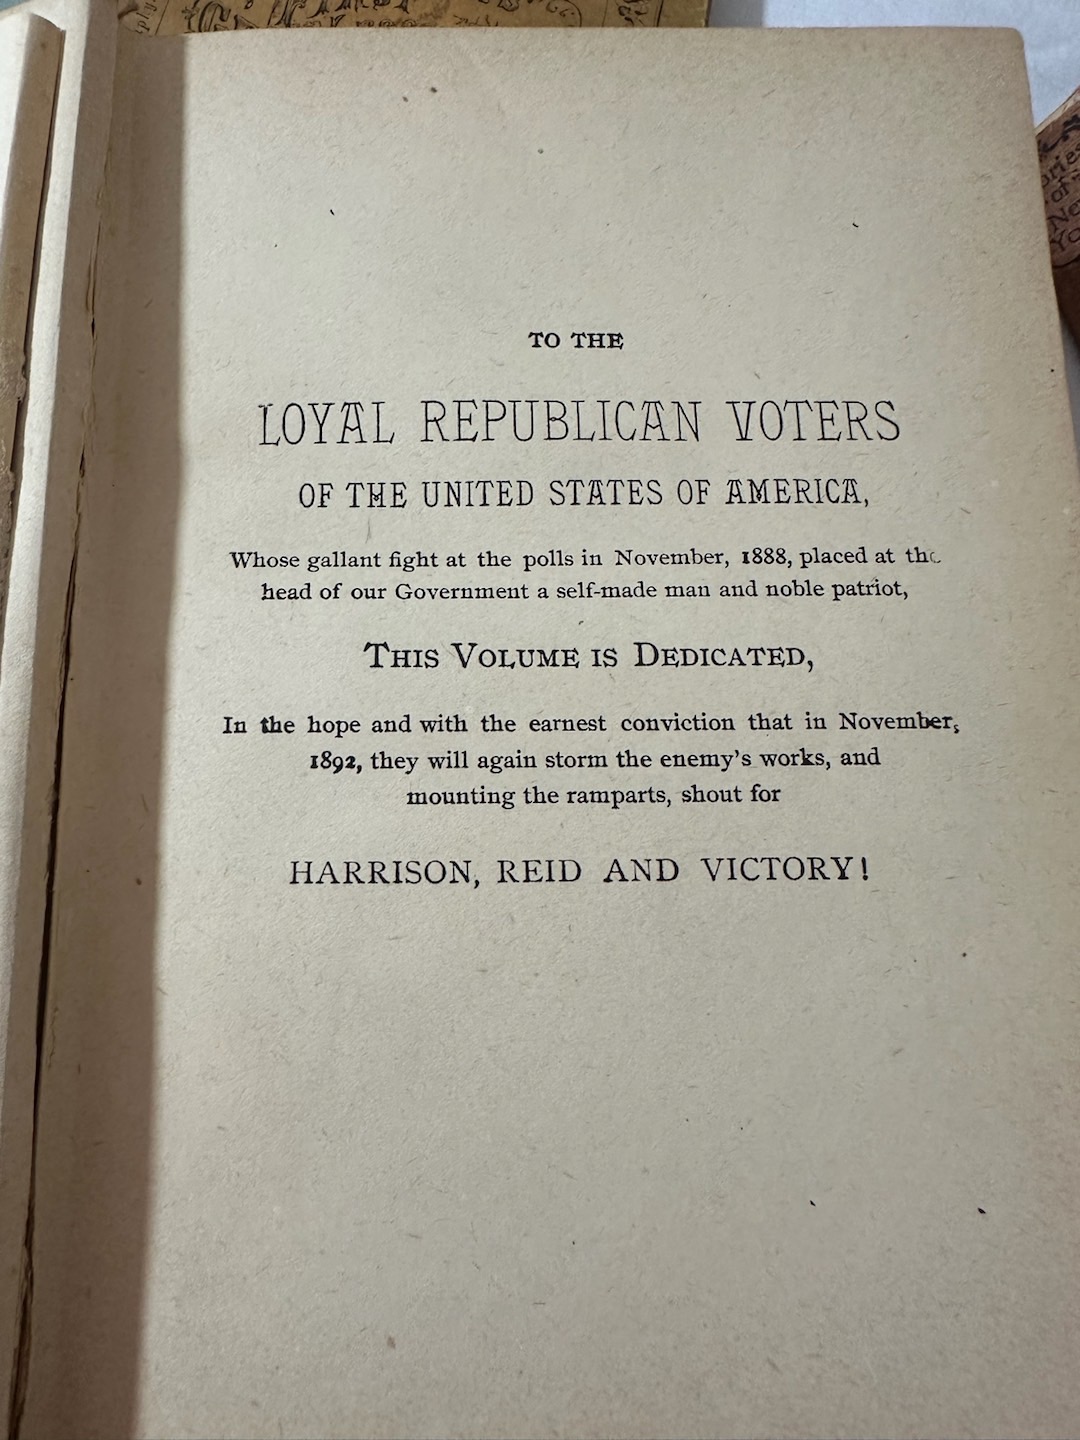 TO THE
LOYAL REPUBLICAN VOTERS
OF THE UNITED STATES OF AMERICA,
Whose gallant fight at the polls in November, 1888, placed at the
head of our Government a self-made man and noble patriot,
THIS VOLUME IS DEDICATED,
In the hope and with the earnest conviction that in November,
1892, they will again storm the enemy's works, and
mounting the ramparts, shout for
HARRISON, REID AND VICTORY!
of